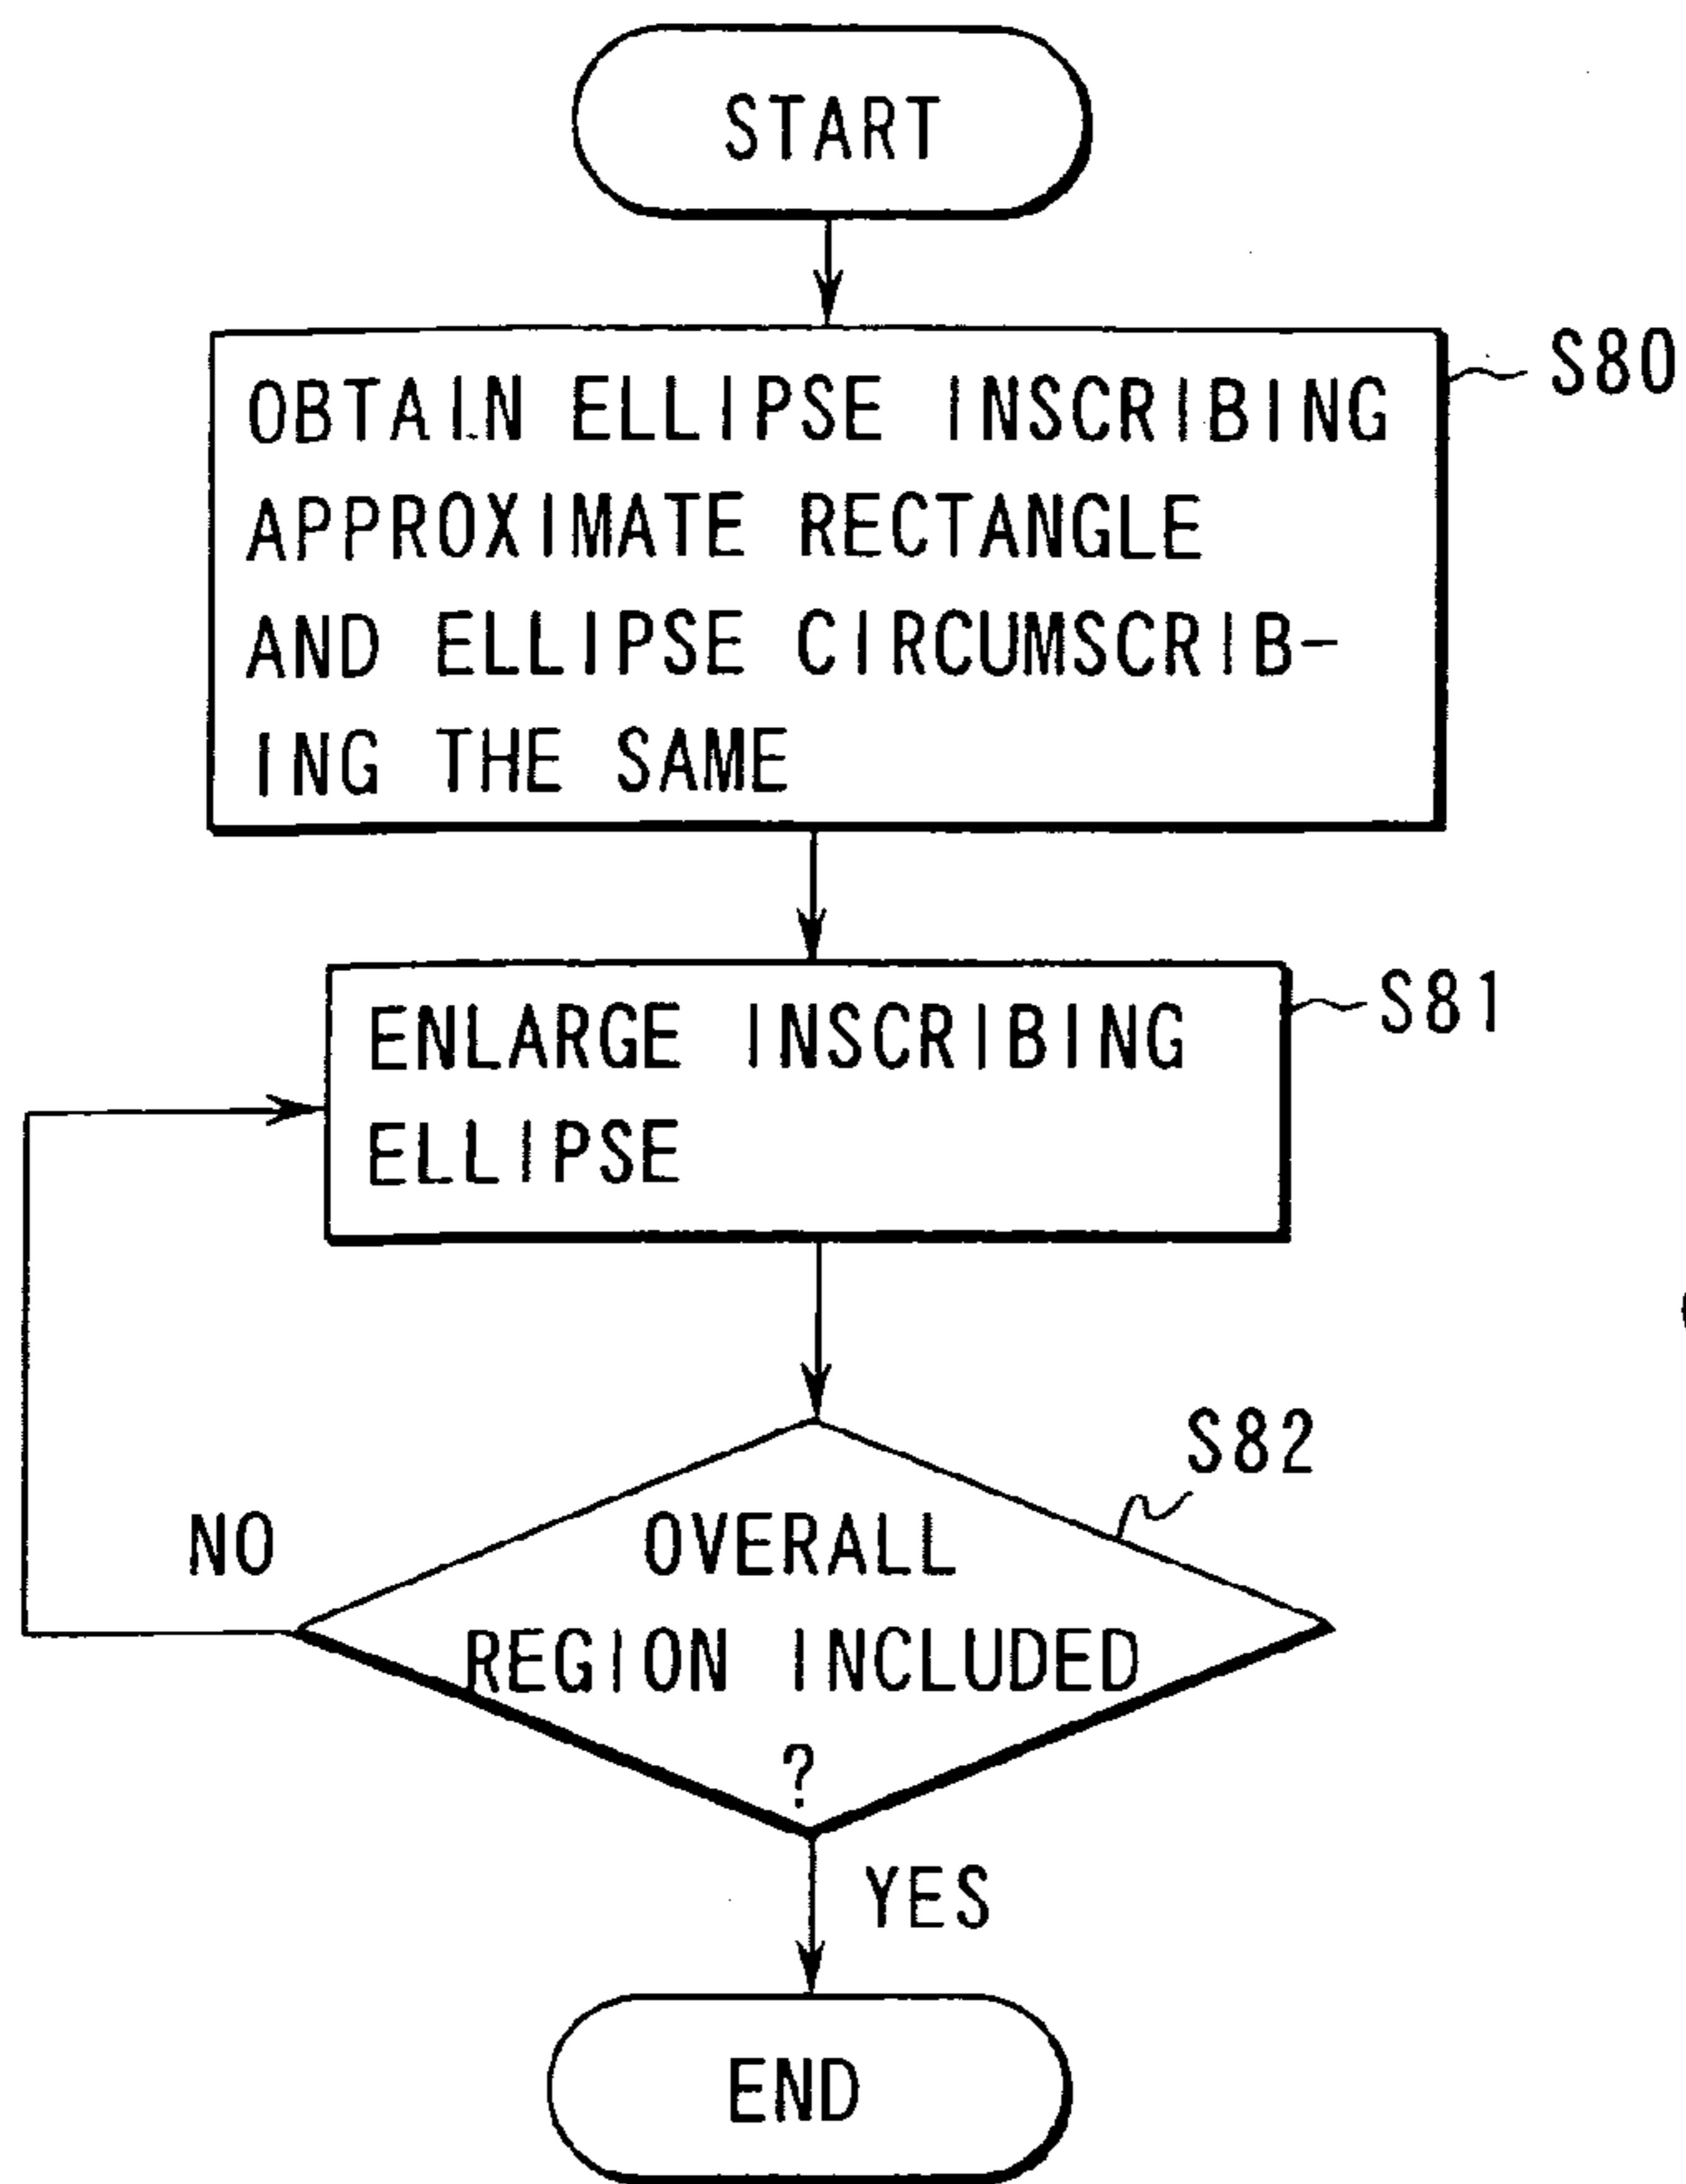 START
OBTAIN ELLIPSE INSCRIBING
APPROXIMATE RECTANGLE
AND ELLIPSE CIRCUMSCRIB-
ING THE SAME
S80
ENLARGE INSCRIBING
ELLIPSE
S81
S82
OVERALL
REGION INCLUDED
?
NO
YES
END